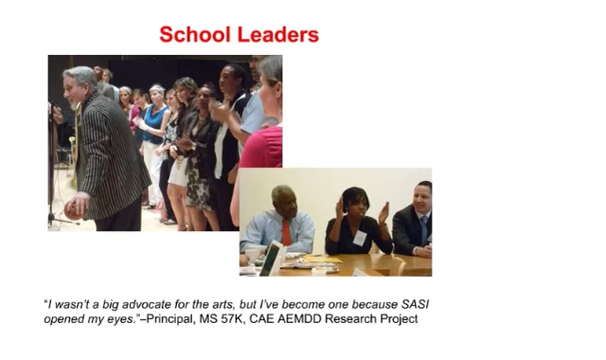 School Leaders
“I wasn’t a big advocate for the arts, but I’ve become one because SASI
opened my eyes.”–Principal, MS 57K, CAE AEMDD Research Project